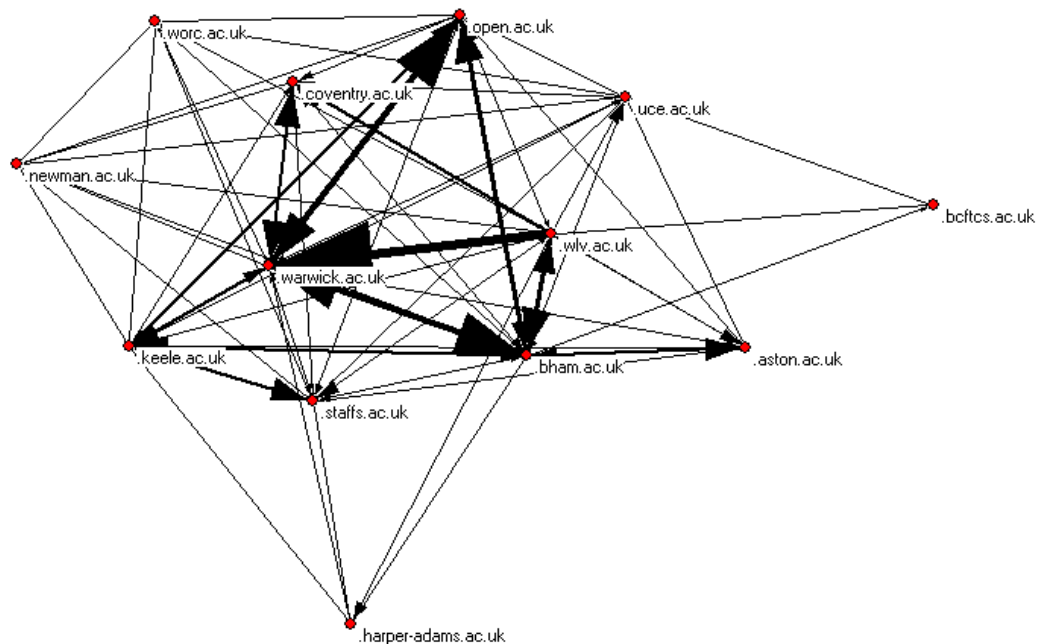 .worc.ac.uk
.open.ac.uk
.coventry.ac.uk
.uce.ac.uk
.newman.ac.uk
.bcftcs.ac.uk
.wlv.ac.uk
.warwick.ac.uk
.keele.ac.uk
.bham.ac.uk
.aston.ac.uk
.staffs.ac.uk
.harper-adams.ac.uk